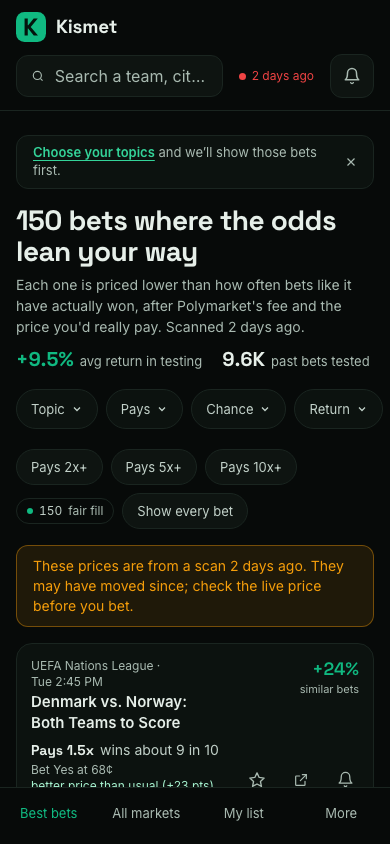 Kismet
Search a team, cit...
2 days ago
Choose your topics and we'll show those bets
first.
150 bets where the odds
lean your way
Each one is priced lower than how often bets like it
have actually won, after Polymarket's fee and the
price you'd really pay. Scanned 2 days ago.
+9.5% avg return in testing 9.6K past bets tested
Topic Pays Chance Return
Pays 2x+ Pays 5x+ Pays 10x+
150 fair fill Show every bet
These prices are from a scan 2 days ago. They
may have moved since; check the live price
before you bet.
UEFA Nations League ·
Tue 2:45 PM
+24%
similar bets
Denmark vs. Norway:
Both Teams to Score
Pays 1.5x wins about 9 in 10
Bet Yes at 68¢
better price than usual (+23 pts)
Best bets All markets My list More